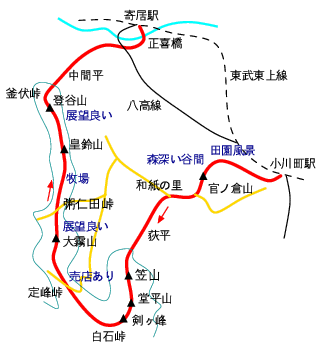 寄居駅
正喜橋
中間平
東武東上線
釜伏峠
登谷山
展望良い
八高線
皇鈴山
田園風景
森深い谷間
小川町駅
牧場
和紙の里
官ノ倉山
粥仁田峠
展望良い
萩平
大霧山
売店あり
笠山
定峰峠
堂平山
剣ヶ峰
白石峠